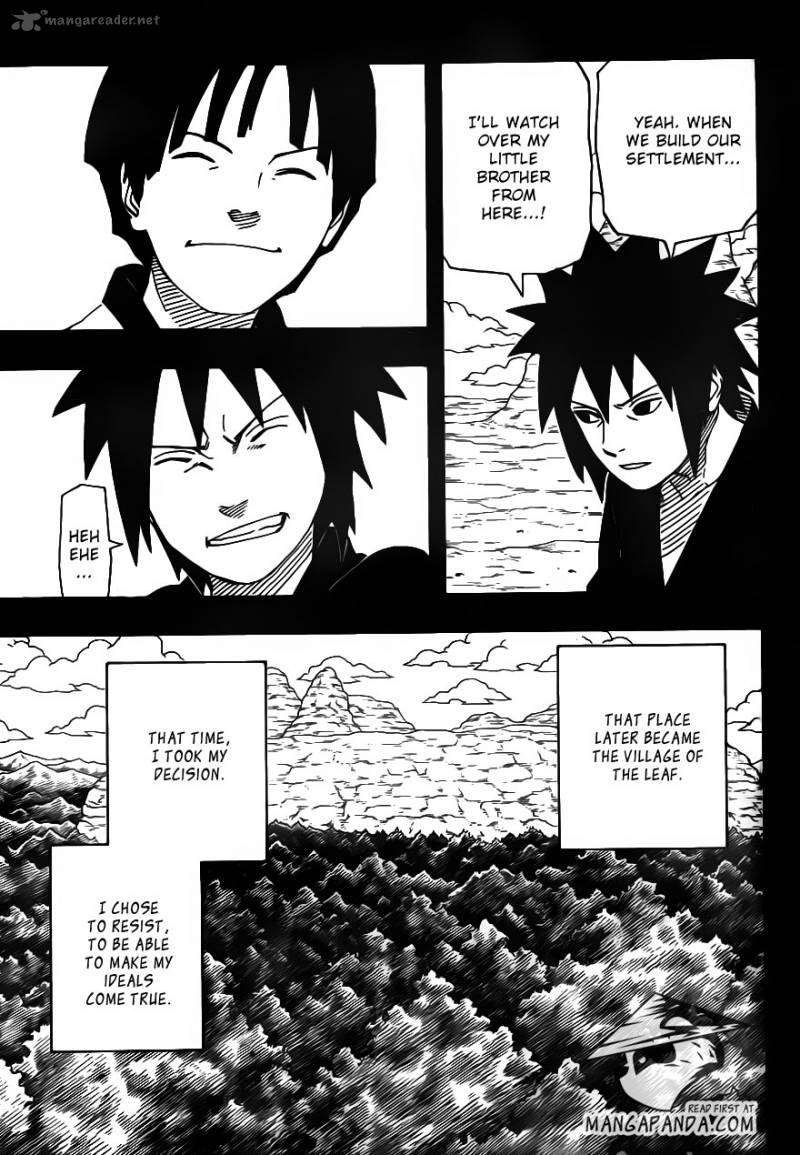 mangareader.net
YEAH. WHEN
WE BUILD OUR
SETTLEMENT...
I'LL WATCH
OVER MY
LITTLE
BROTHER
FROM
HERE...!
HEH
EHE
...
THAT PLACE
LATER BECAME
THE VILLAGE OF
THE LEAF.
THAT TIME,
I TOOK MY
DECISION.
I CHOSE
TO RESIST,
TO BE ABLE
TO MAKE MY
IDEALS
COME TRUE.
READ FIRST AT
MANGAPANDA.COM